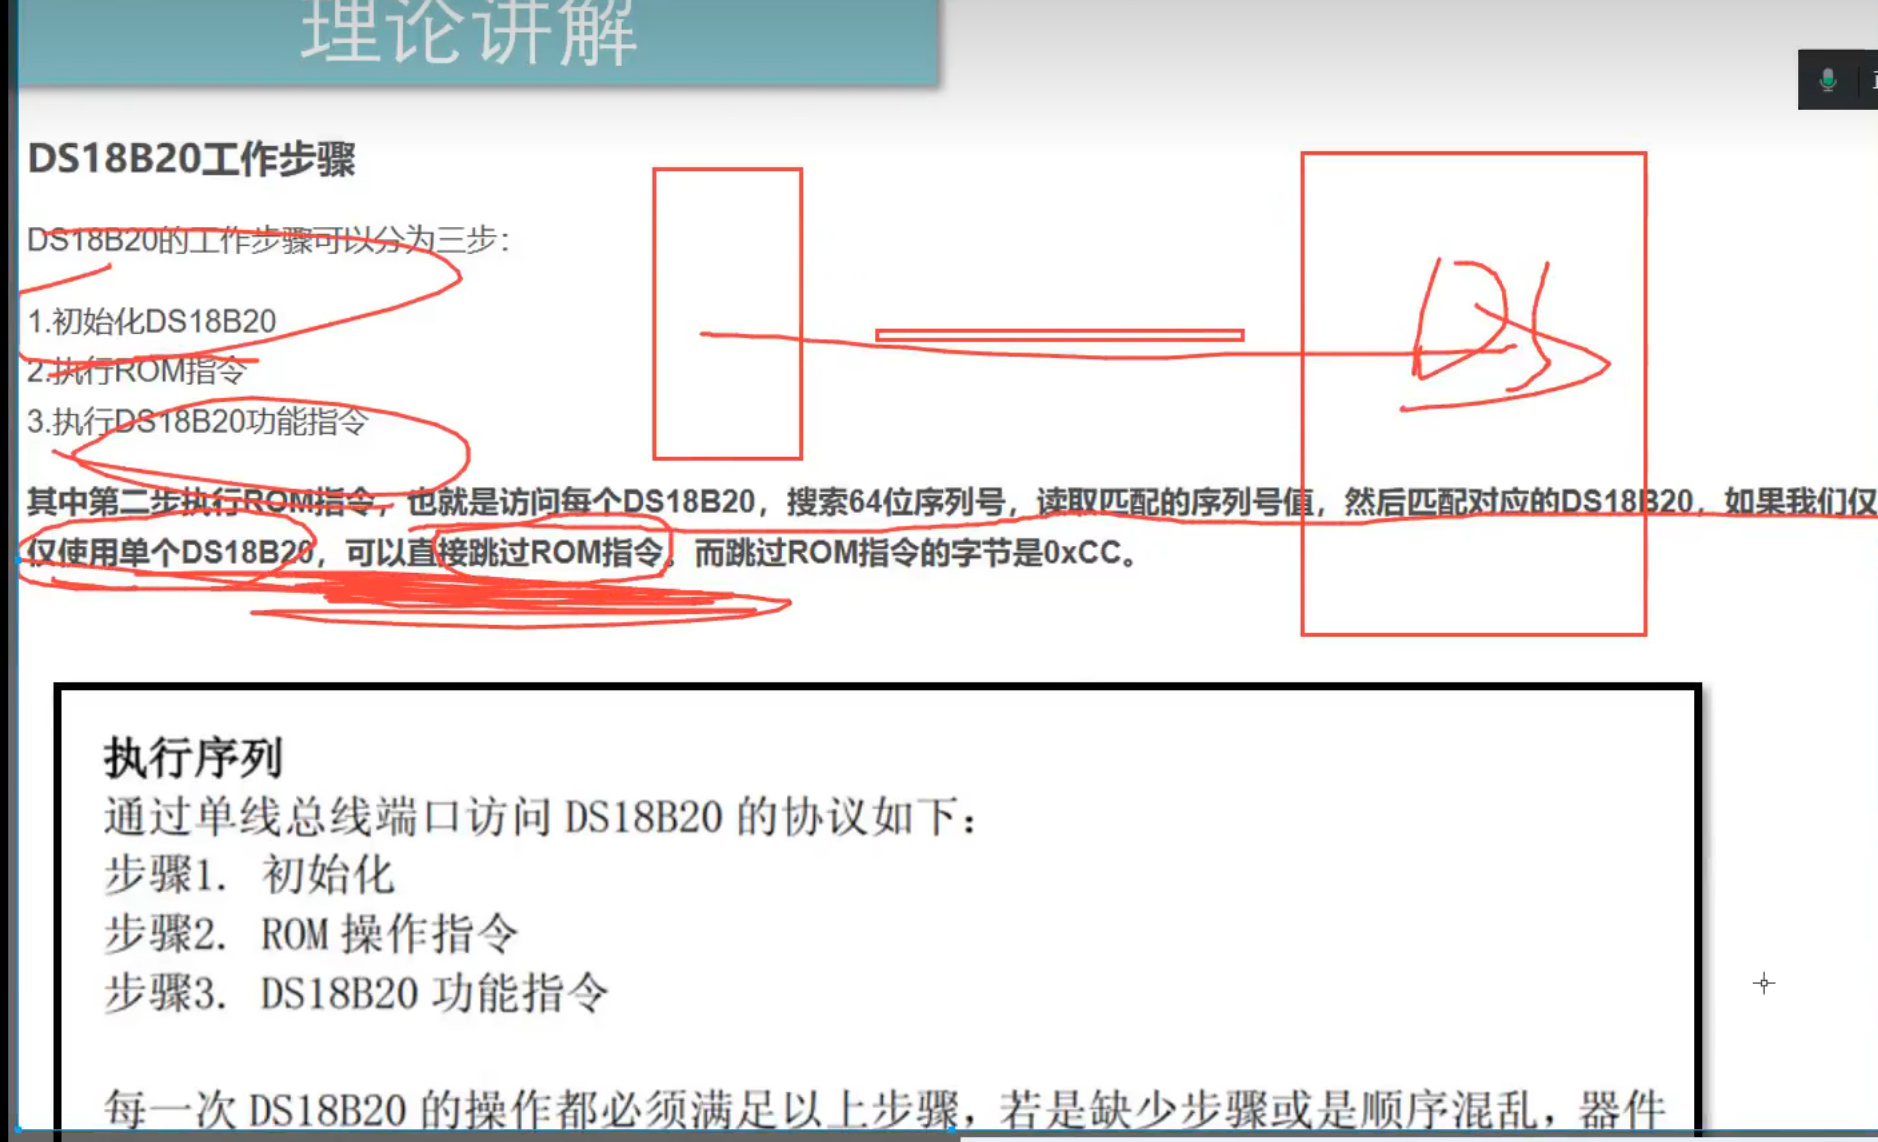 理论讲解
DS18B20工作步骤
DS18B20的工作步骤可以分为三步：
1.初始化DS18B20
2.执行ROM指令
3.执行DS18B20功能指令
DS
其中第二步执行ROM指令，也就是访问每个DS18B20，搜索64位序列号，读取匹配的序列号值，然后匹配对应的DS18B20，如果我们仅
仅使用单个DS18B20，可以直接跳过ROM指令。而跳过ROM指令的字节是0xCC。
执行序列
通过单线总线端口访问 DS18B20 的协议如下：
步骤1. 初始化
步骤2. ROM 操作指令
步骤3. DS18B20 功能指令
每一次 DS18B20 的操作都必须满足以上步骤，若是缺少步骤或是顺序混乱，器件